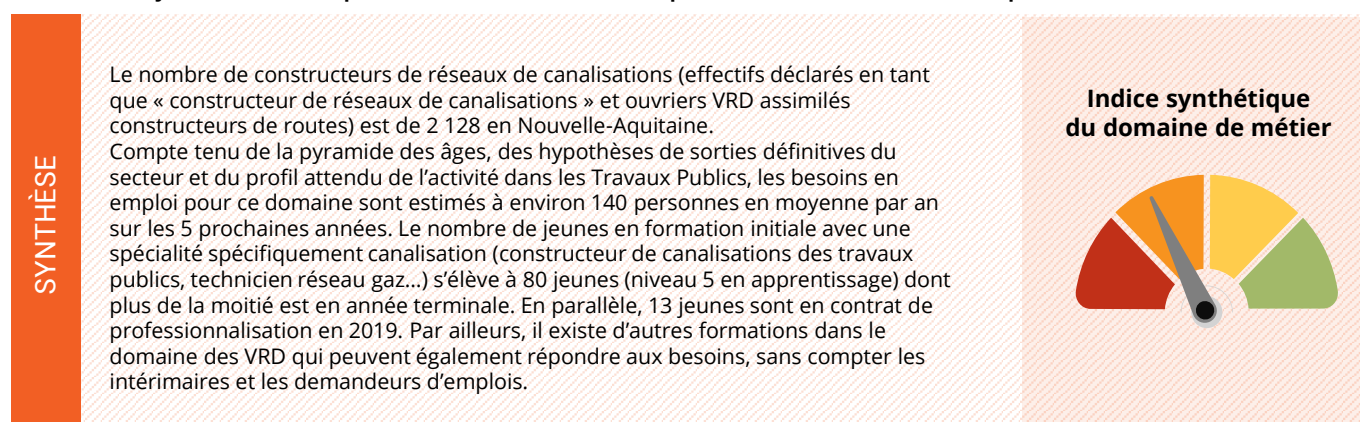 SYNTHÈSE
Le nombre de constructeurs de réseaux de canalisations (effectifs déclarés en tant
que « constructeur de réseaux de canalisations » et ouvriers VRD assimilés
constructeurs de routes) est de 2 128 en Nouvelle-Aquitaine.
Compte tenu de la pyramide des âges, des hypothèses de sorties définitives du
secteur et du profil attendu de l’activité dans les Travaux Publics, les besoins en
emploi pour ce domaine sont estimés à environ 140 personnes en moyenne par an
sur les 5 prochaines années. Le nombre de jeunes en formation initiale avec une
spécialité spécifiquement canalisation (constructeur de canalisations des travaux
publics, technicien réseau gaz...) s’élève à 80 jeunes (niveau 5 en apprentissage) dont
plus de la moitié est en année terminale. En parallèle, 13 jeunes sont en contrat de
professionnalisation en 2019. Par ailleurs, il existe d’autres formations dans le
domaine des VRD qui peuvent également répondre aux besoins, sans compter les
intérimaires et les demandeurs d’emplois.
Indice synthétique
du domaine de métier